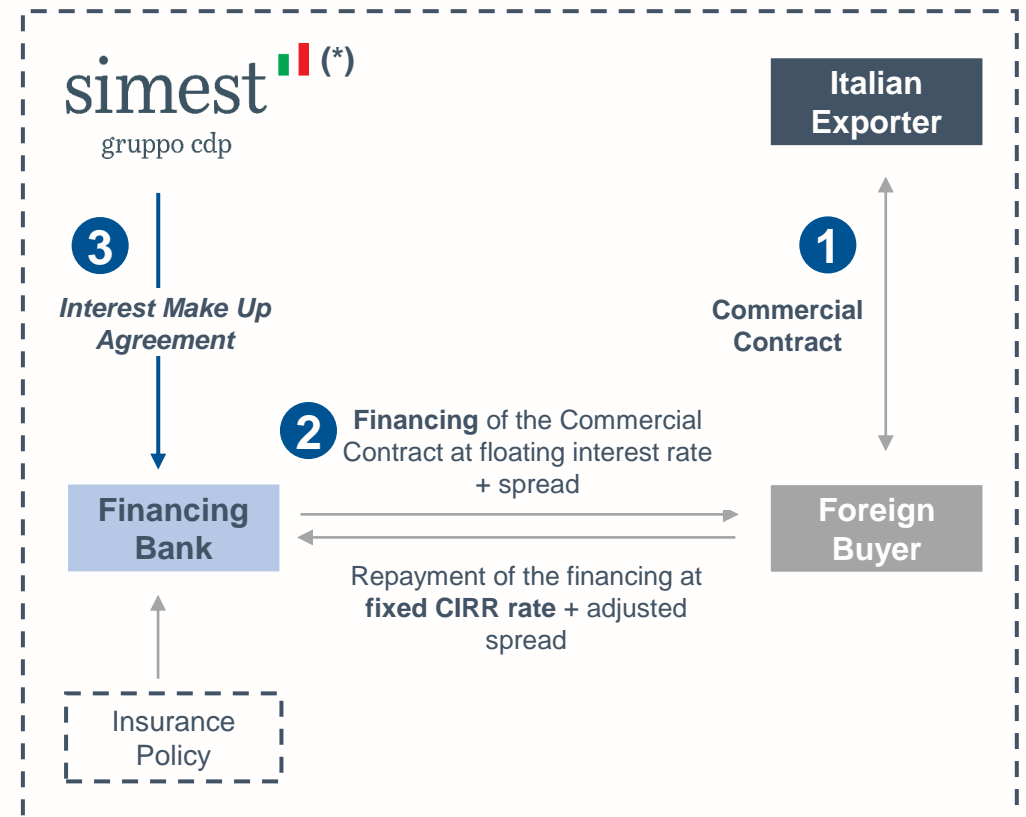 simest (*)
gruppo cdp
Italian
Exporter
3
Interest Make Up
Agreement
1
Commercial
Contract
2
Financing of the Commercial
Contract at floating interest rate
+ spread
Financing
Bank
Foreign
Buyer
Repayment of the financing at
fixed CIRR rate + adjusted
spread
Insurance
Policy